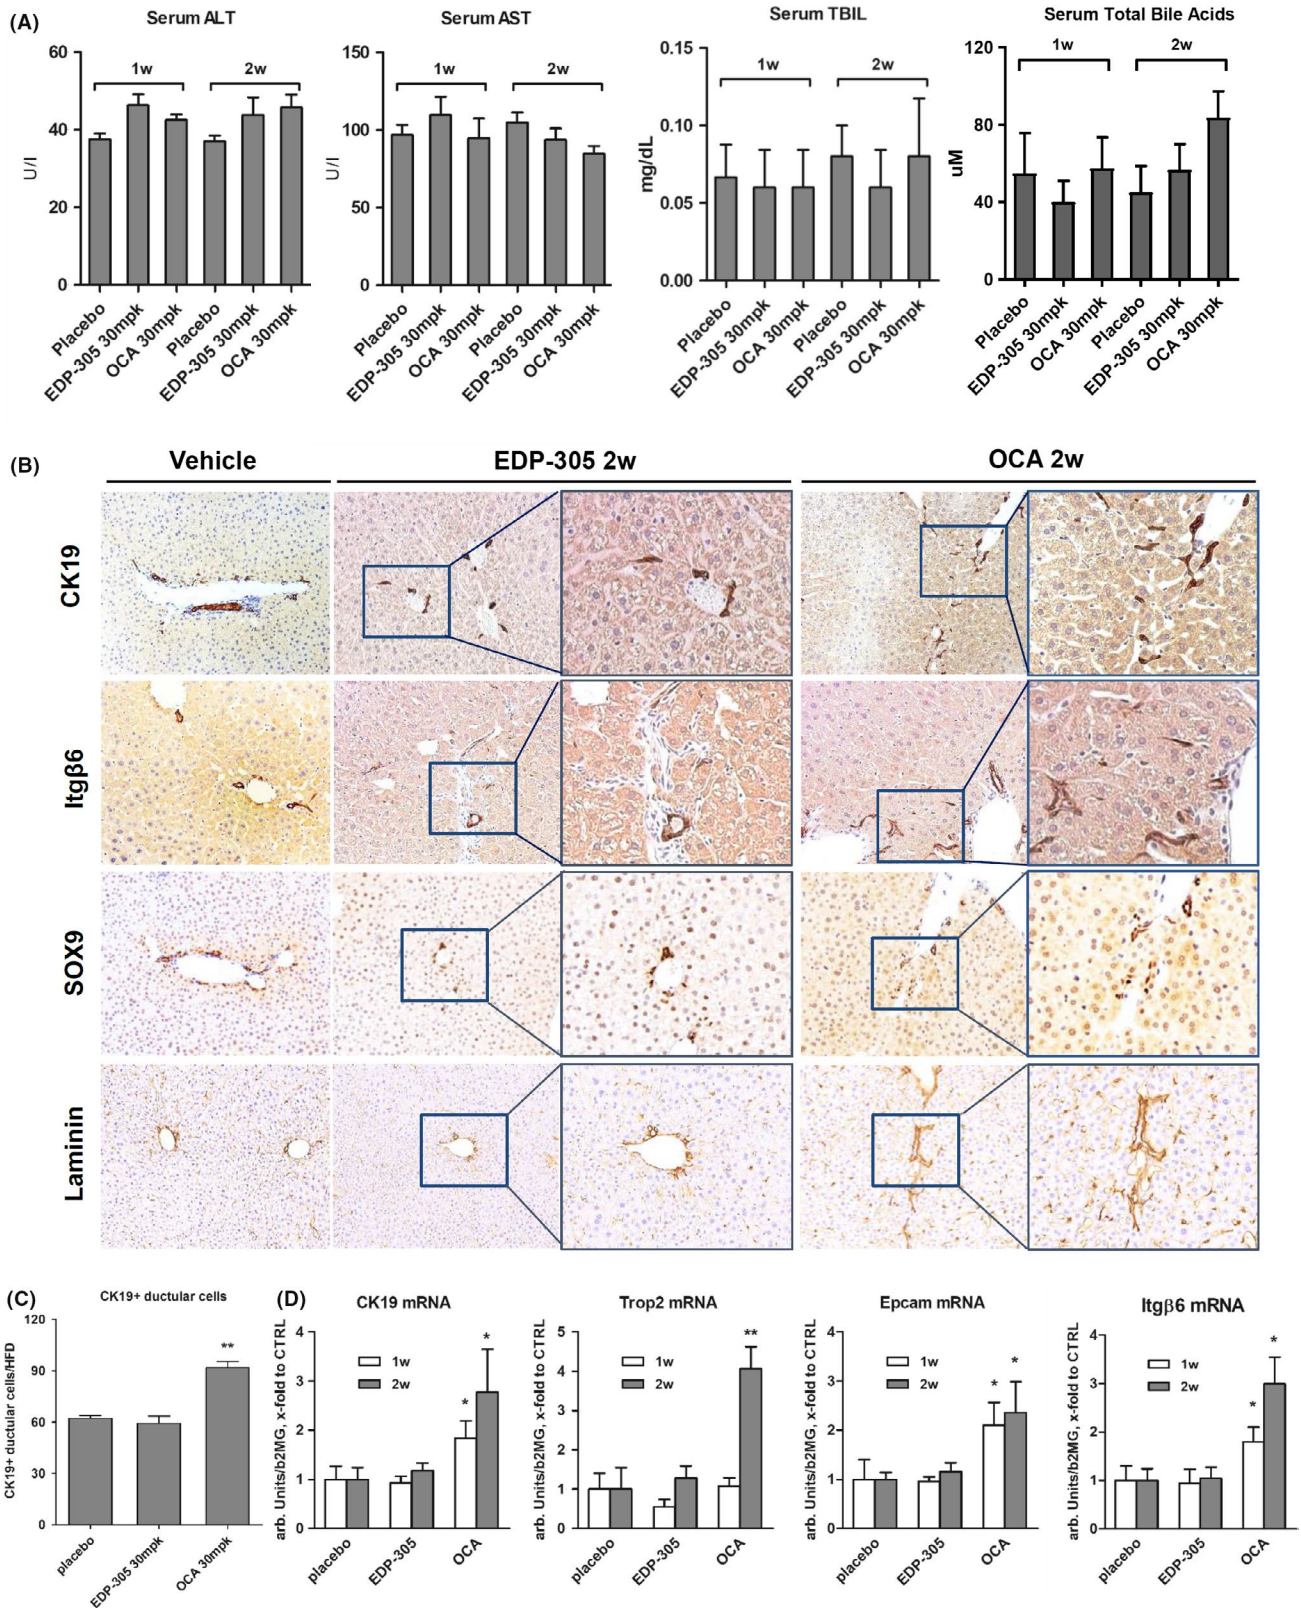 (A)
Serum ALT
Serum AST
Serum TBIL
Serum Total Bile Acids
60
40
20
0
U/l
1w
2w
Placebo
EDP-305 30mpk
OCA 30mpk
Placebo
EDP-305 30mpk
OCA 30mpk
150
100
50
0
U/l
1w
2w
Placebo
EDP-305 30mpk
OCA 30mpk
Placebo
EDP-305 30mpk
OCA 30mpk
0.15
0.10
0.05
0.00
mg/dL
1w
2w
Placebo
EDP-305 30mpk
OCA 30mpk
Placebo
EDP-305 30mpk
OCA 30mpk
120
80
40
0
uM
1w
2w
Placebo
EDP-305 30mpk
OCA 30mpk
Placebo
EDP-305 30mpk
OCA 30mpk
(B)
Vehicle
EDP-305 2w
OCA 2w
CK19
Itgβ6
SOX9
Laminin
(C)
CK19+ ductular cells
CK19+ ductular cells/HFD
120
90
60
30
0
**
placebo
EDP-305 30mpk
OCA 30mpk
(D)
CK19 mRNA
arb. Units/b2MG, x-fold to CTRL
4
3
2
1
0
1w
2w
*
*
placebo
EDP-305
OCA
Trop2 mRNA
arb. Units/b2MG, x-fold to CTRL
5
4
3
2
1
0
1w
2w
**
placebo
EDP-305
OCA
Epcam mRNA
arb. Units/b2MG, x-fold to CTRL
4
3
2
1
0
1w
2w
*
*
placebo
EDP-305
OCA
Itgβ6 mRNA
arb. Units/b2MG, x-fold to CTRL
4
3
2
1
0
1w
2w
*
*
placebo
EDP-305
OCA